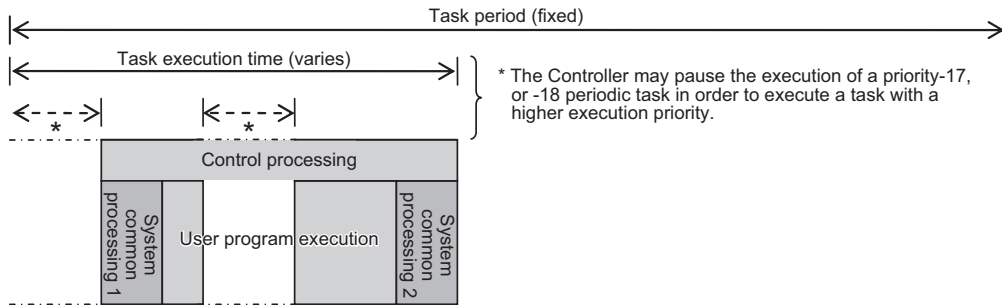 Task period (fixed)
Task execution time (varies)
* The Controller may pause the execution of a priority-17,
or -18 periodic task in order to execute a task with a
higher execution priority.
*
*
Control processing
System
common
processing 1
User program execution
System
common
processing 2